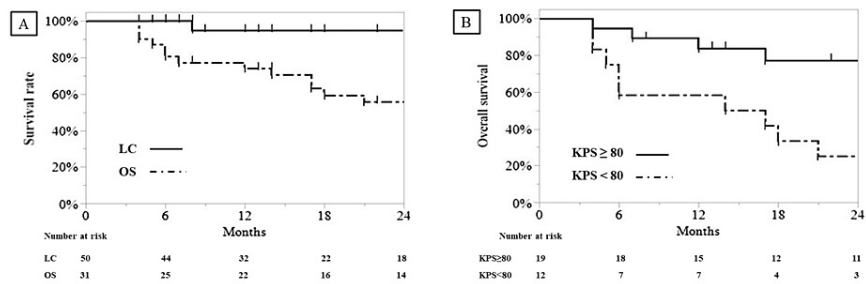 A
100%
80%
60%
40%
20%
0%
Survival rate
LC
OS
0 6 12 18 24
Months
Number at risk
LC 50 44 32 22 18
OS 31 25 22 16 14
B
100%
80%
60%
40%
20%
0%
Overall survival
KPS ≥ 80
KPS < 80
0 6 12 18 24
Months
Number at risk
KPS≥80 19 18 15 12 11
KPS<80 12 7 7 4 3